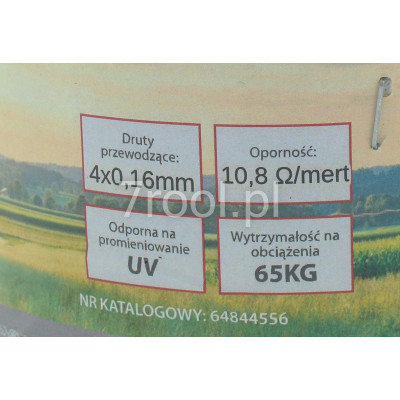 Druty
przewodzące:
4x0,16mm
Oporność:
10,8 Ω/mert
7rool.pl
Odporna na
promieniowanie
UV
Wytrzymałość na
obciążenia
65KG
NR KATALOGOWY: 64844556